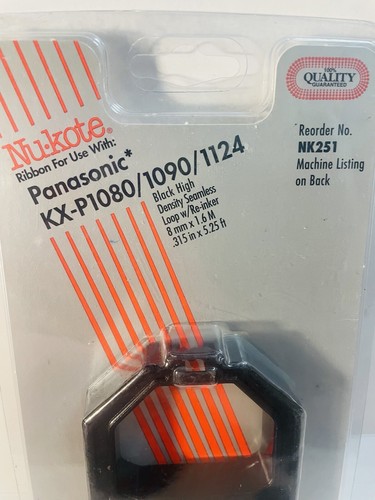 Nu-kote®
Ribbon For Use With:
Panasonic*
KX-P1080/1090/1124
Black High
Density Seamless
Loop w/Re-inker
8 mm x 1.6 M
.315 in x 5.25 ft
100%
QUALITY
GUARANTEED
Reorder No.
NK251
Machine Listing
on Back